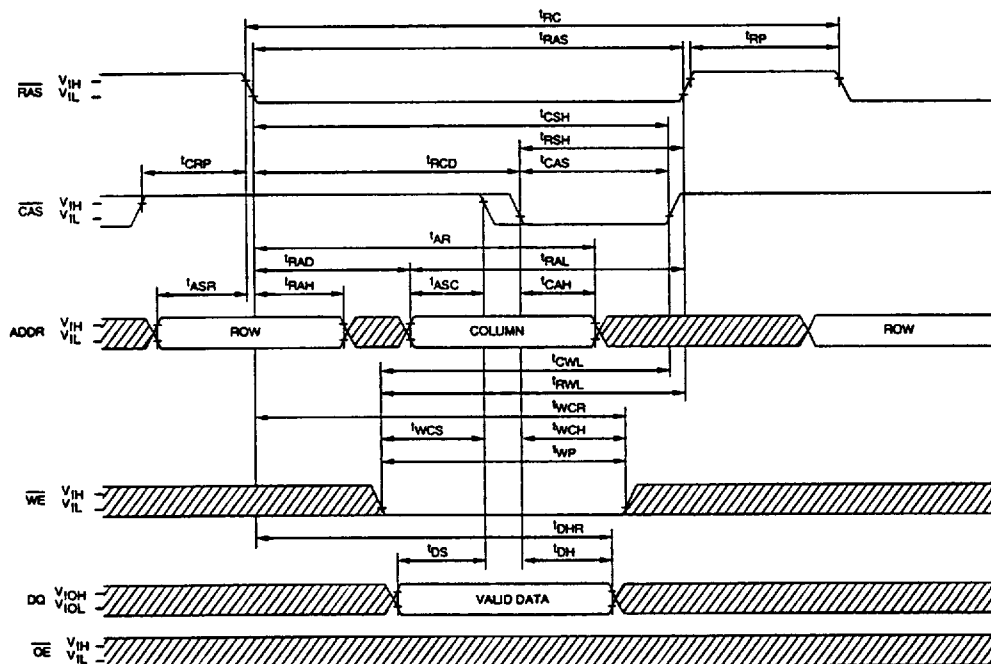 tRC
tRAS
tRP
RAS VIH
VIL
tCSH
tRSH
tCRP
tRCD
tCAS
CAS VIH
VIL
tAR
tRAD
tRAL
tASR
tRAH
tASC
tCAH
ADDR VIH
VIL
ROW
COLUMN
ROW
tCWL
tRWL
tWCR
tWCS
tWCH
tWP
WE VIH
VIL
tDHR
tDS
tDH
DQ VIOH
VIOL
VALID DATA
OE VIH
VIL